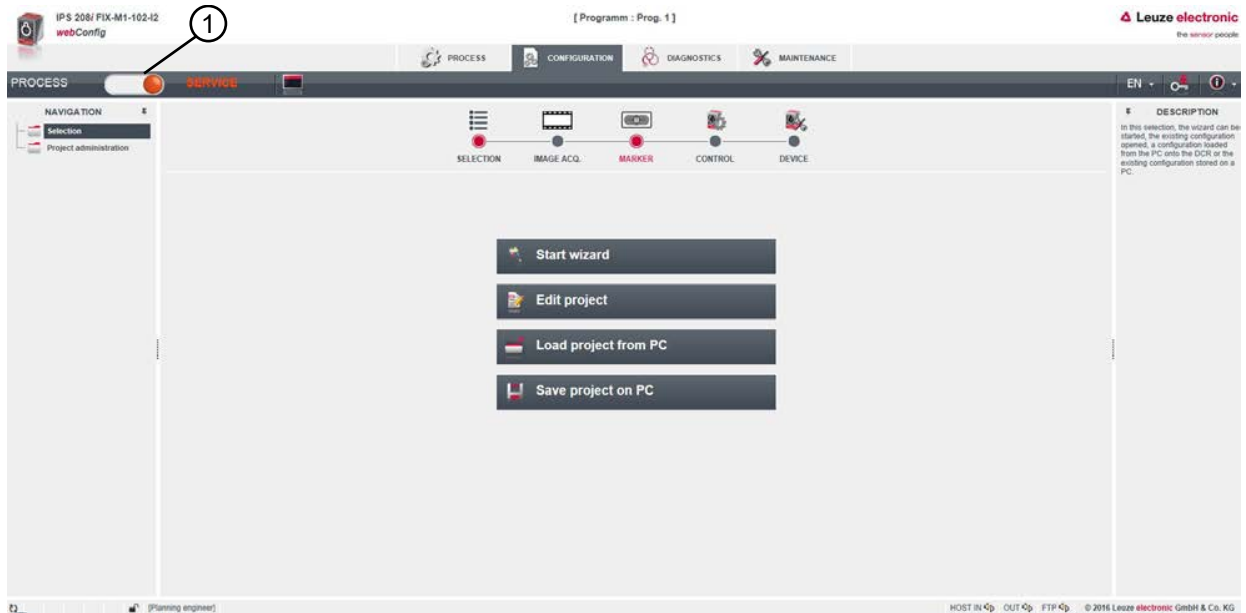 IPS 208i FIX-M1-102-I2
webConfig
1
[ Programm : Prog. 1 ]
Leuze electronic
the sensor people
PROCESS
CONFIGURATION
DIAGNOSTICS
MAINTENANCE
PROCESS
SERVICE
EN
NAVIGATION
Selection
Project administration
SELECTION
IMAGE ACQ.
MARKER
CONTROL
DEVICE
DESCRIPTION
In this selection, the wizard can be
started, the existing configuration
opened, a configuration loaded
from the PC onto the DCR or the
existing configuration stored on a
PC.
Start wizard
Edit project
Load project from PC
Save project on PC
[Planning engineer]
HOST IN OUT FTP © 2016 Leuze electronic GmbH & Co. KG